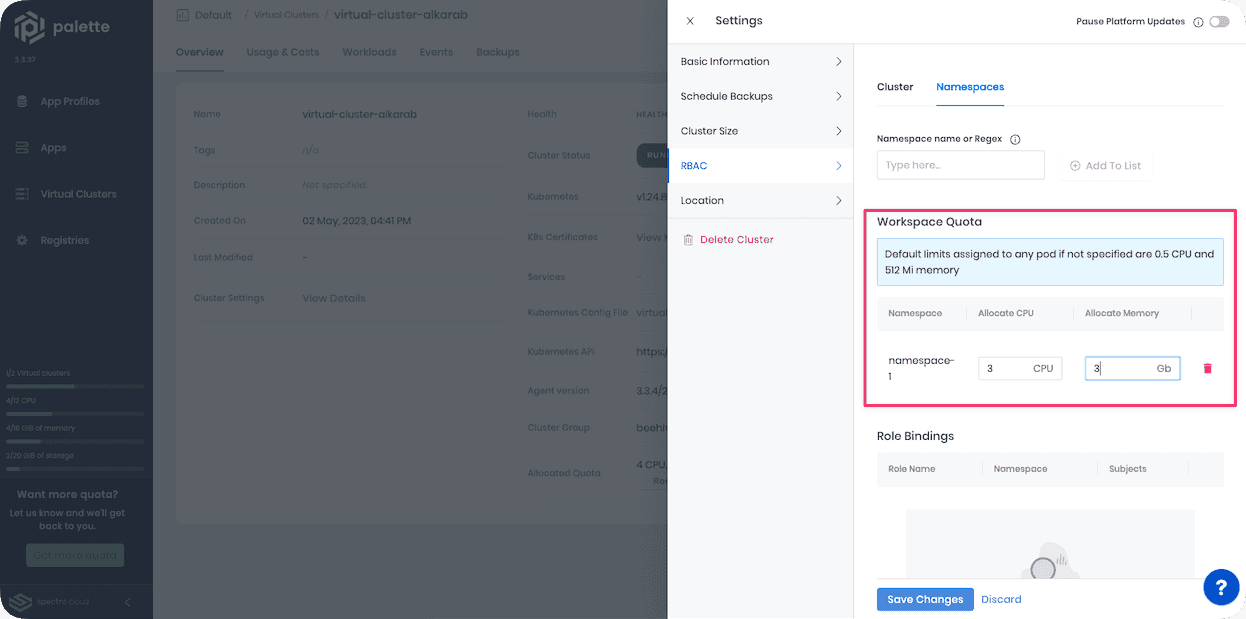 palette
3.3.37
App Profiles
Apps
Virtual Clusters
Registries
1/2 Virtual clusters
4/12 CPU
4/16 GiB of memory
2/20 GiB of storage
Want more quota?
Let us know and we'll get
back to you.
Get more quota
Spectro Cloud
Default / Virtual Clusters / virtual-cluster-alkarab
Overview Usage & Costs Workloads Events Backups
Name virtual-cluster-alkarab
Tags n/a
Description Not specified
Created On 02 May, 2023, 04:41 PM
Last Modified -
Cluster Settings View Details
Health HEALTH
Cluster Status RUN
Kubernetes v1.24.8
K8s Certificates View K
Services -
Kubernetes Config File virtual
Kubernetes API https:/
Agent version 3.3.4/2
Cluster Group beehiv
Allocated Quota 4 CPU,
Settings
Pause Platform Updates
Basic Information
Schedule Backups
Cluster Size
RBAC
Location
Delete Cluster
Cluster Namespaces
Namespace name or Regex
Type here...
Add To List
Workspace Quota
Default limits assigned to any pod if not specified are 0.5 CPU and
512 Mi memory
Namespace Allocate CPU Allocate Memory
namespace-
1
3 CPU
3 Gb
Role Bindings
Role Name Namespace Subjects
Save Changes Discard
?